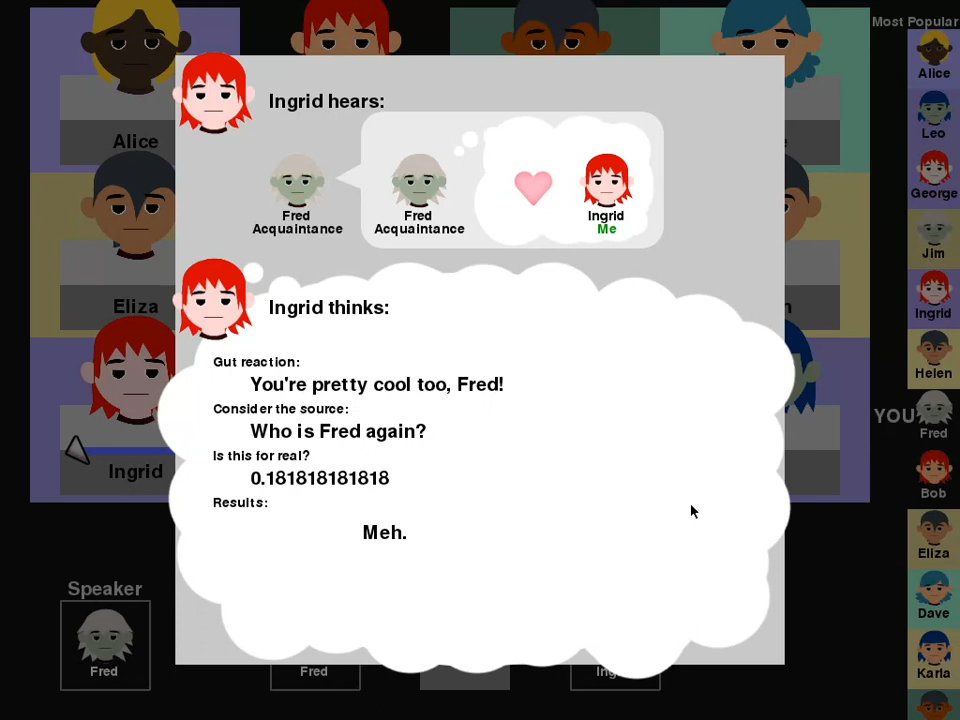 Most Popular
Alice
Leo
George
Jim
Ingrid
Helen
YOU
Fred
Bob
Eliza
Dave
Karla
Alice
Eliza
Ingrid
Ingrid hears:
Fred
Acquaintance
Fred
Acquaintance
Ingrid
Me
Ingrid thinks:
Gut reaction:
You're pretty cool too, Fred!
Consider the source:
Who is Fred again?
Is this for real?
0.181818181818
Results:
Meh.
Speaker
Fred
Fred